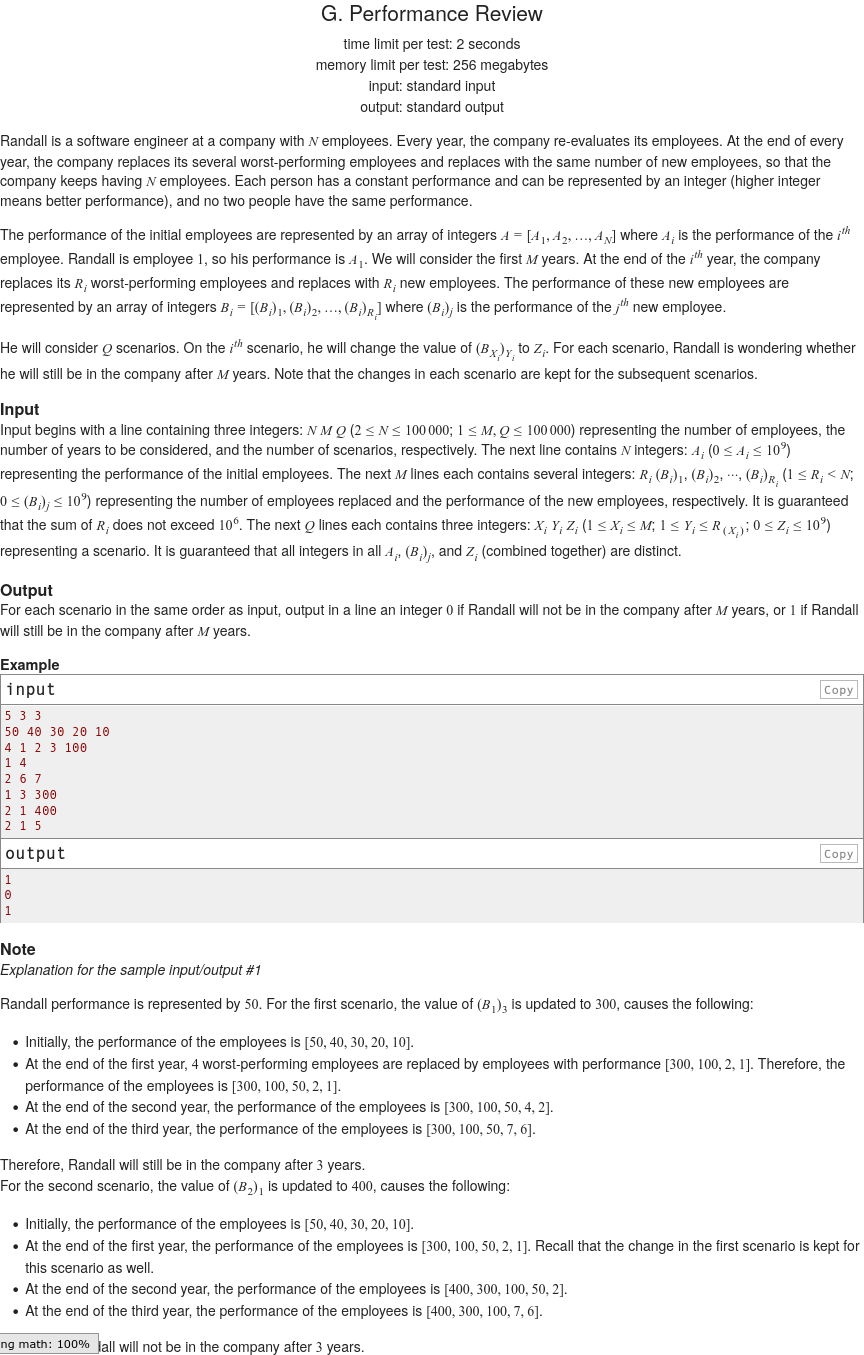 G. Performance Review
time limit per test: 2 seconds
memory limit per test: 256 megabytes
input: standard input
output: standard output
Randall is a software engineer at a company with N employees. Every year, the company re-evaluates its employees. At the end of every
year, the company replaces its several worst-performing employees and replaces with the same number of new employees, so that the
company keeps having N employees. Each person has a constant performance and can be represented by an integer (higher integer
means better performance), and no two people have the same performance.
The performance of the initial employees are represented by an array of integers A = [A_1, A_2, …, A_N] where A_i is the performance of the i^th
employee. Randall is employee 1, so his performance is A_1. We will consider the first M years. At the end of the i^th year, the company
replaces its R_i worst-performing employees and replaces with R_i new employees. The performance of these new employees are
represented by an array of integers B_i = [(B_i)_1, (B_i)_2, …, (B_i)_{R_i}] where (B_i)_j is the performance of the j^th new employee.
He will consider Q scenarios. On the i^th scenario, he will change the value of (B_{X_i})_{Y_i} to Z_i. For each scenario, Randall is wondering whether
he will still be in the company after M years. Note that the changes in each scenario are kept for the subsequent scenarios.
Input
Input begins with a line containing three integers: N M Q (2 ≤ N ≤ 100 000; 1 ≤ M, Q ≤ 100 000) representing the number of employees, the
number of years to be considered, and the number of scenarios, respectively. The next line contains N integers: A_i (0 ≤ A_i ≤ 10^9)
representing the performance of the initial employees. The next M lines each contains several integers: R_i (B_i)_1, (B_i)_2, ⋯, (B_i)_{R_i} (1 ≤ R_i < N;
0 ≤ (B_i)_j ≤ 10^9) representing the number of employees replaced and the performance of the new employees, respectively. It is guaranteed
that the sum of R_i does not exceed 10^6. The next Q lines each contains three integers: X_i Y_i Z_i (1 ≤ X_i ≤ M; 1 ≤ Y_i ≤ R_{(X_i)}; 0 ≤ Z_i ≤ 10^9)
representing a scenario. It is guaranteed that all integers in all A_i, (B_i)_j, and Z_i (combined together) are distinct.
Output
For each scenario in the same order as input, output in a line an integer 0 if Randall will not be in the company after M years, or 1 if Randall
will still be in the company after M years.
Example
input
Copy
5 3 3
50 40 30 20 10
4 1 2 3 100
1 4
2 6 7
1 3 300
2 1 400
2 1 5
output
Copy
1
0
1
Note
Explanation for the sample input/output #1
Randall performance is represented by 50. For the first scenario, the value of (B_1)_3 is updated to 300, causes the following:
• Initially, the performance of the employees is [50, 40, 30, 20, 10].
• At the end of the first year, 4 worst-performing employees are replaced by employees with performance [300, 100, 2, 1]. Therefore, the
performance of the employees is [300, 100, 50, 2, 1].
• At the end of the second year, the performance of the employees is [300, 100, 50, 4, 2].
• At the end of the third year, the performance of the employees is [300, 100, 50, 7, 6].
Therefore, Randall will still be in the company after 3 years.
For the second scenario, the value of (B_2)_1 is updated to 400, causes the following:
• Initially, the performance of the employees is [50, 40, 30, 20, 10].
• At the end of the first year, the performance of the employees is [300, 100, 50, 2, 1]. Recall that the change in the first scenario is kept for
this scenario as well.
• At the end of the second year, the performance of the employees is [400, 300, 100, 50, 2].
• At the end of the third year, the performance of the employees is [400, 300, 100, 7, 6].
ng math: 100% lall will not be in the company after 3 years.